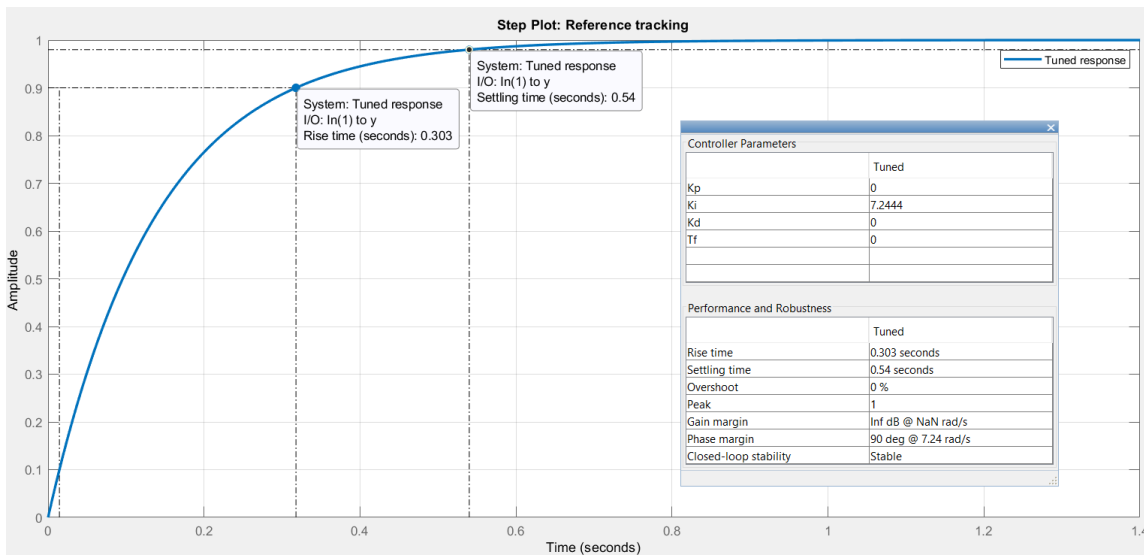 Step Plot: Reference tracking
Tuned response
System: Tuned response
I/O: In(1) to y
Settling time (seconds): 0.54
System: Tuned response
I/O: In(1) to y
Rise time (seconds): 0.303
Amplitude
1
0.9
0.8
0.7
0.6
0.5
0.4
0.3
0.2
0.1
0
0 0.2 0.4 0.6 0.8 1 1.2 1.4
Time (seconds)
Controller Parameters
Tuned
Kp 0
Ki 7.2444
Kd 0
Tf 0
Performance and Robustness
Tuned
Rise time 0.303 seconds
Settling time 0.54 seconds
Overshoot 0 %
Peak 1
Gain margin Inf dB @ NaN rad/s
Phase margin 90 deg @ 7.24 rad/s
Closed-loop stability Stable